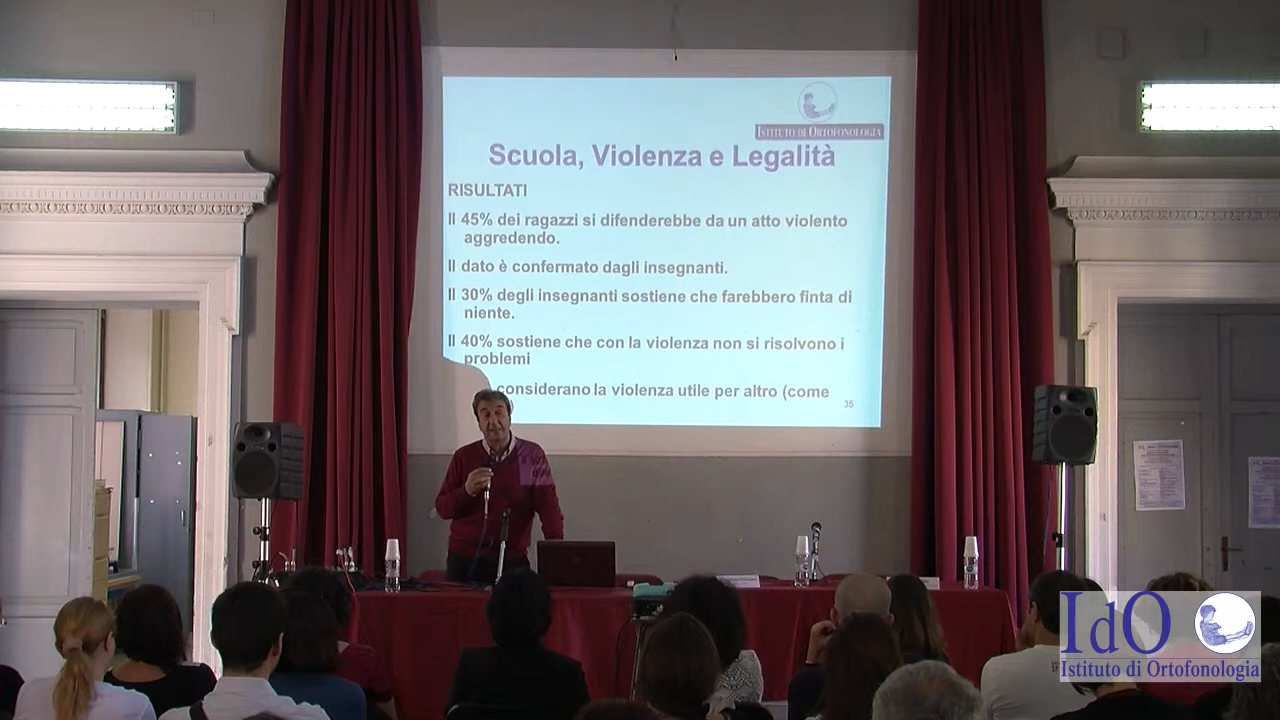 ISTITUTO DI ORTOFONOLOGIA
Scuola, Violenza e Legalità
RISULTATI
Il 45% dei ragazzi si difenderebbe da un atto violento
aggredendo.
Il dato è confermato dagli insegnanti.
Il 30% degli insegnanti sostiene che farebbero finta di
niente.
Il 40% sostiene che con la violenza non si risolvono i
problemi
considerano la violenza utile per altro (come
35
IdO
Istituto di Ortofonologia